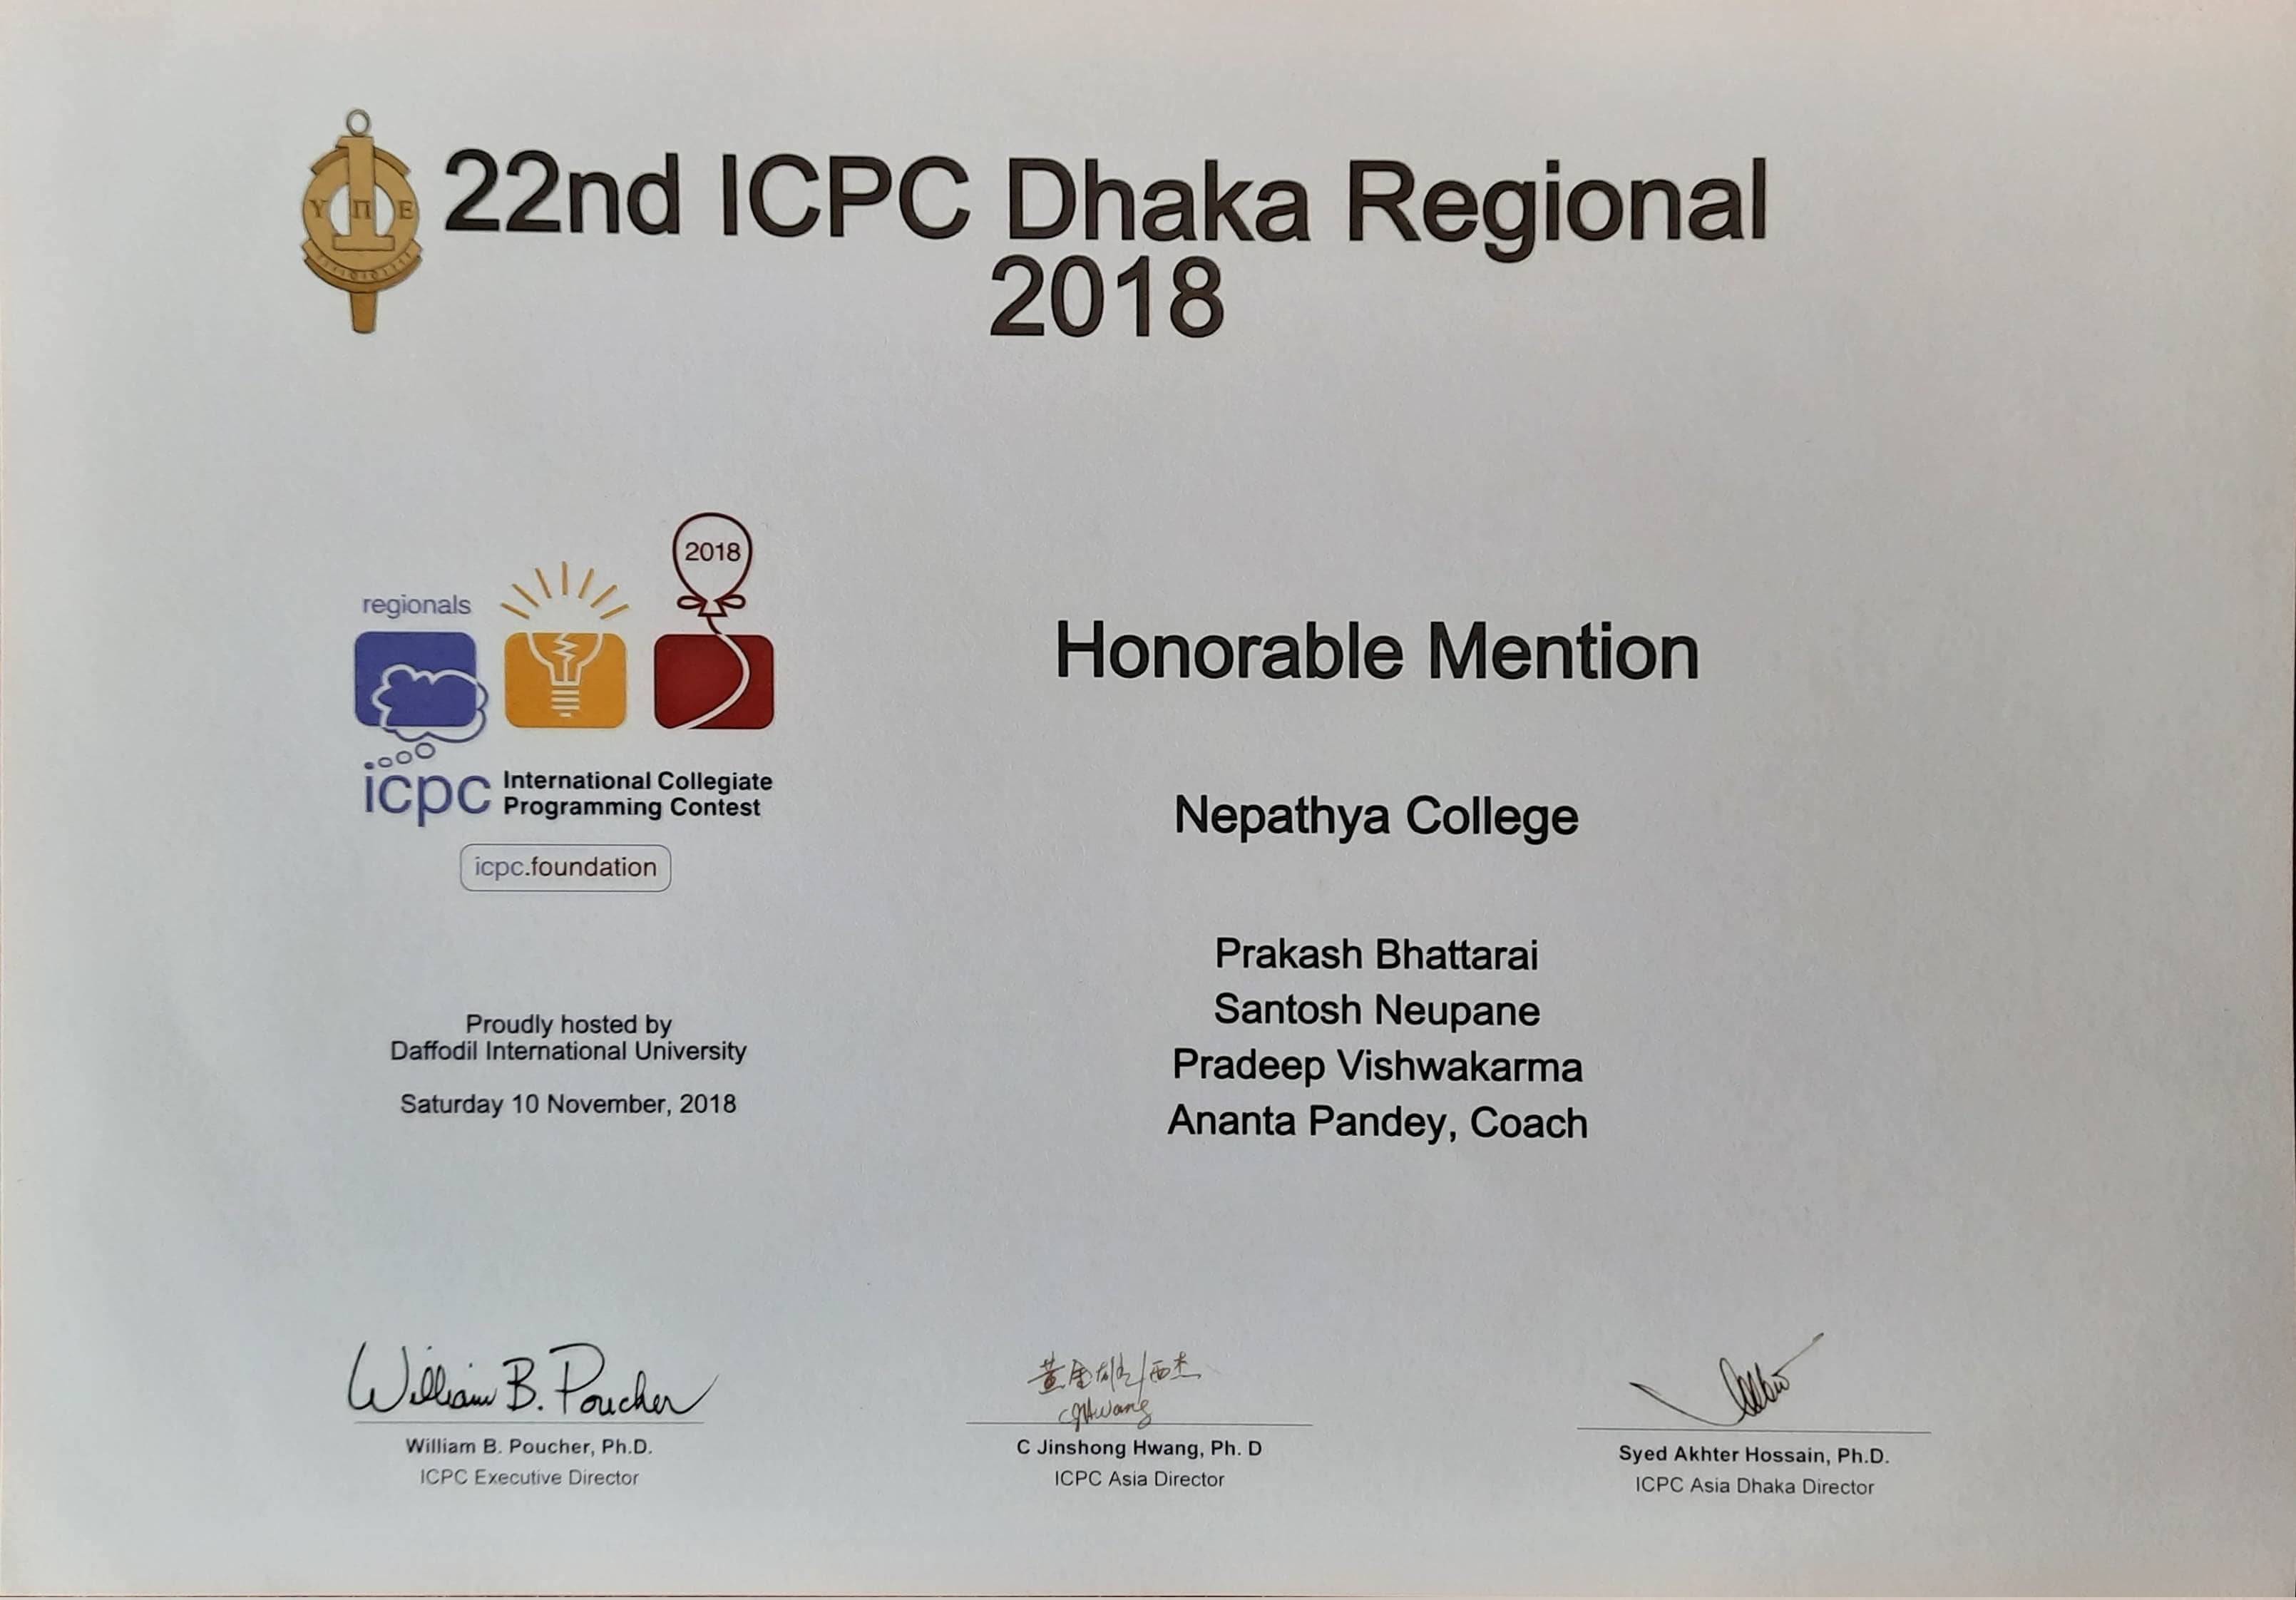 22nd ICPC Dhaka Regional
2018
Υ Π Ε
2018
regionals
icpc International Collegiate
Programming Contest
icpc.foundation
Proudly hosted by
Daffodil International University
Saturday 10 November, 2018
Honorable Mention
Nepathya College
Prakash Bhattarai
Santosh Neupane
Pradeep Vishwakarma
Ananta Pandey, Coach
William B. Poucher
William B. Poucher, Ph.D.
ICPC Executive Director
CJHwang
C Jinshong Hwang, Ph. D
ICPC Asia Director
Syed Akhter Hossain, Ph.D.
ICPC Asia Dhaka Director